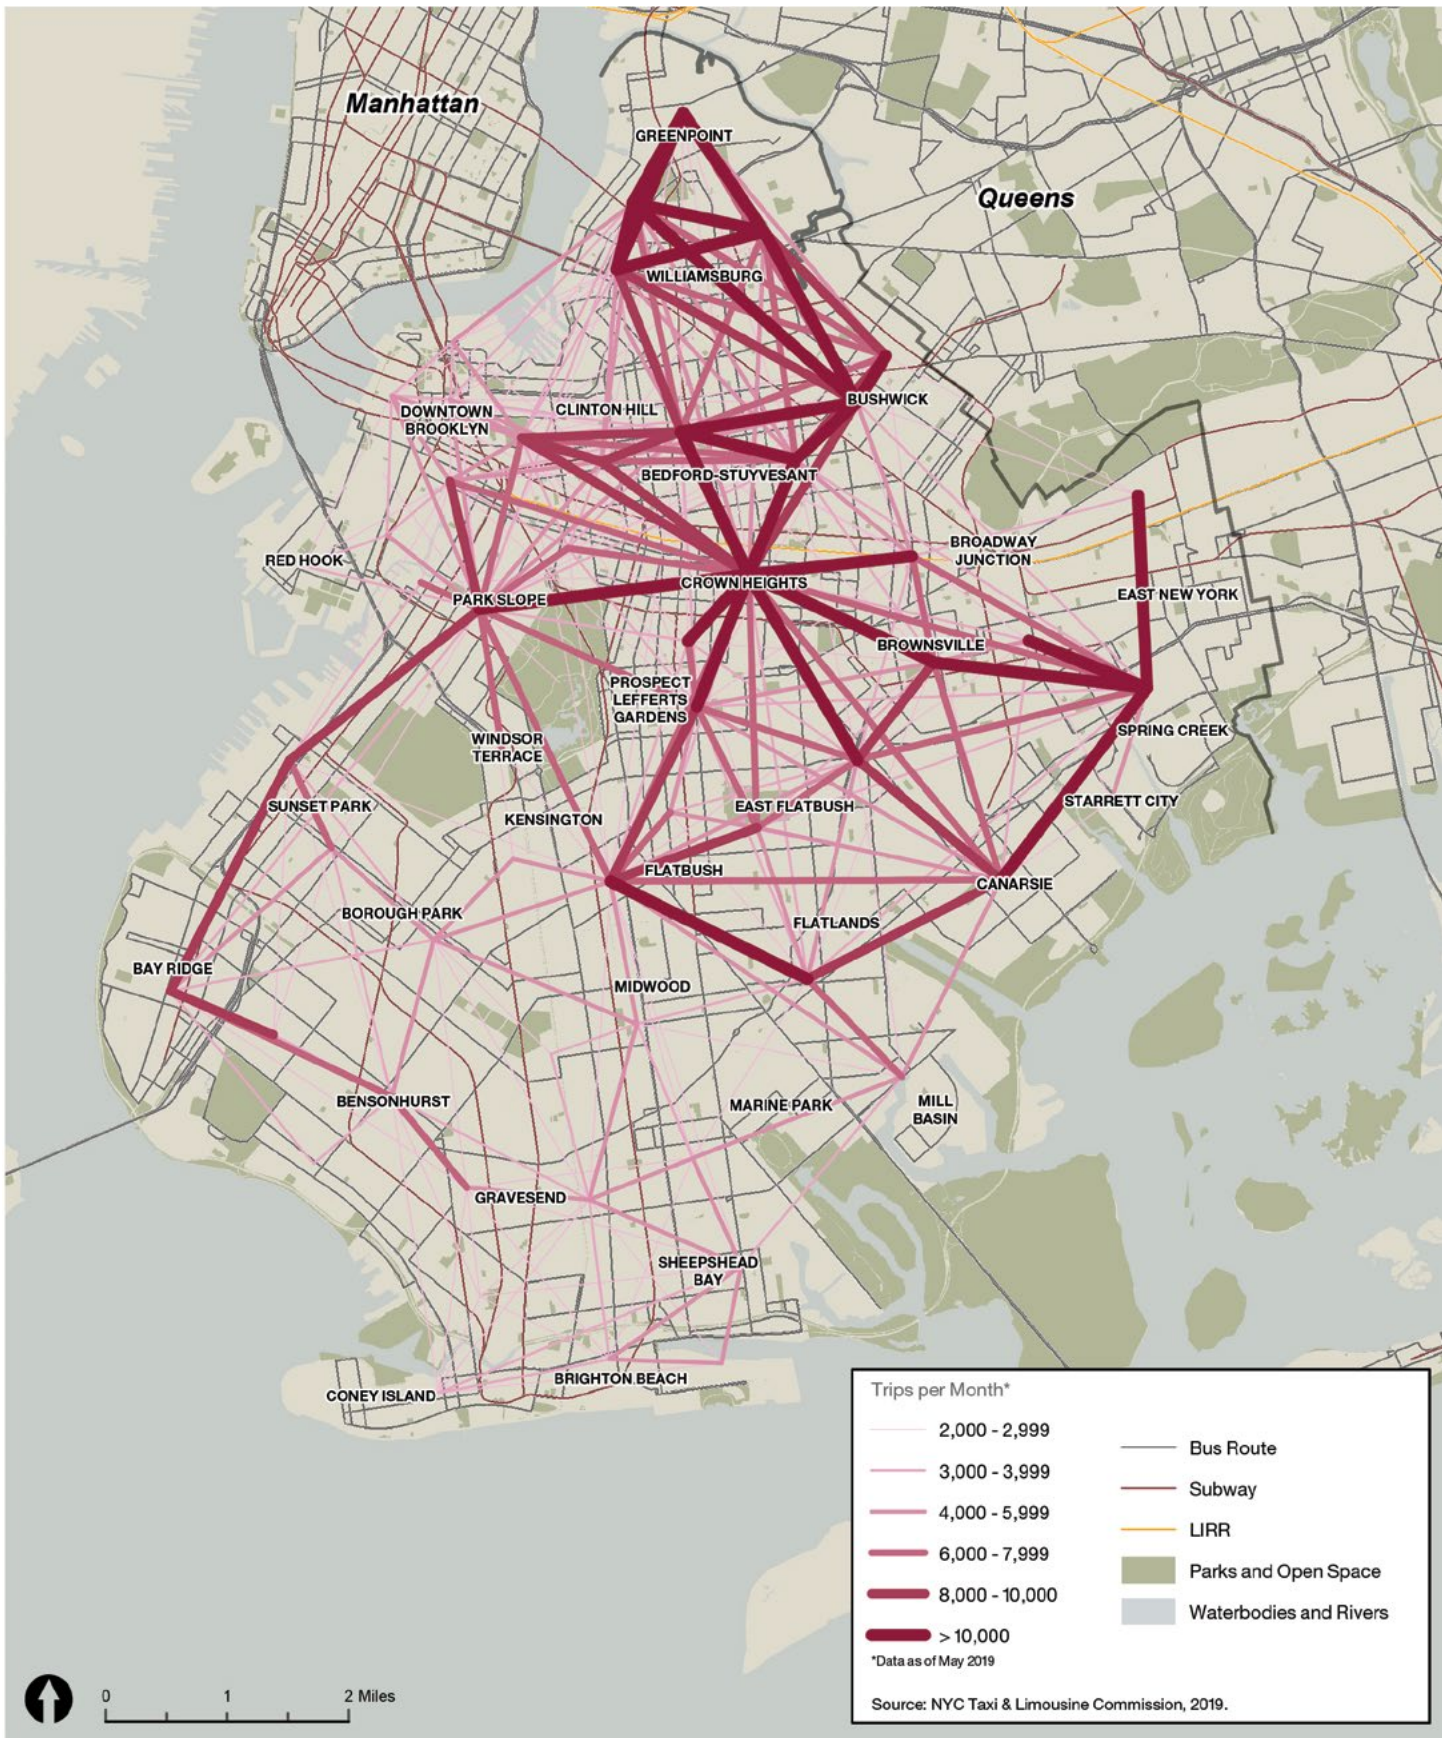 Manhattan
GREENPOINT
Queens
WILLIAMSBURG
BUSHWICK
DOWNTOWN
BROOKLYN
CLINTON HILL
BEDFORD-STUYVESANT
RED HOOK
BROADWAY
JUNCTION
CROWN HEIGHTS
PARK SLOPE
EAST NEW YORK
BROWNSVILLE
PROSPECT
LEFFERTS
GARDENS
SPRING CREEK
WINDSOR
TERRACE
SUNSET PARK
KENSINGTON
EAST FLATBUSH
STARRETT CITY
FLATBUSH
CANARSIE
BOROUGH PARK
FLATLANDS
BAY RIDGE
MIDWOOD
BENSONHURST
MARINE PARK
MILL
BASIN
GRAVESEND
SHEEPSHEAD
BAY
BRIGHTON BEACH
CONEY ISLAND
Trips per Month*
2,000 - 2,999
3,000 - 3,999
4,000 - 5,999
6,000 - 7,999
8,000 - 10,000
> 10,000
*Data as of May 2019
Bus Route
Subway
LIRR
Parks and Open Space
Waterbodies and Rivers
Source: NYC Taxi & Limousine Commission, 2019.
0 1 2 Miles